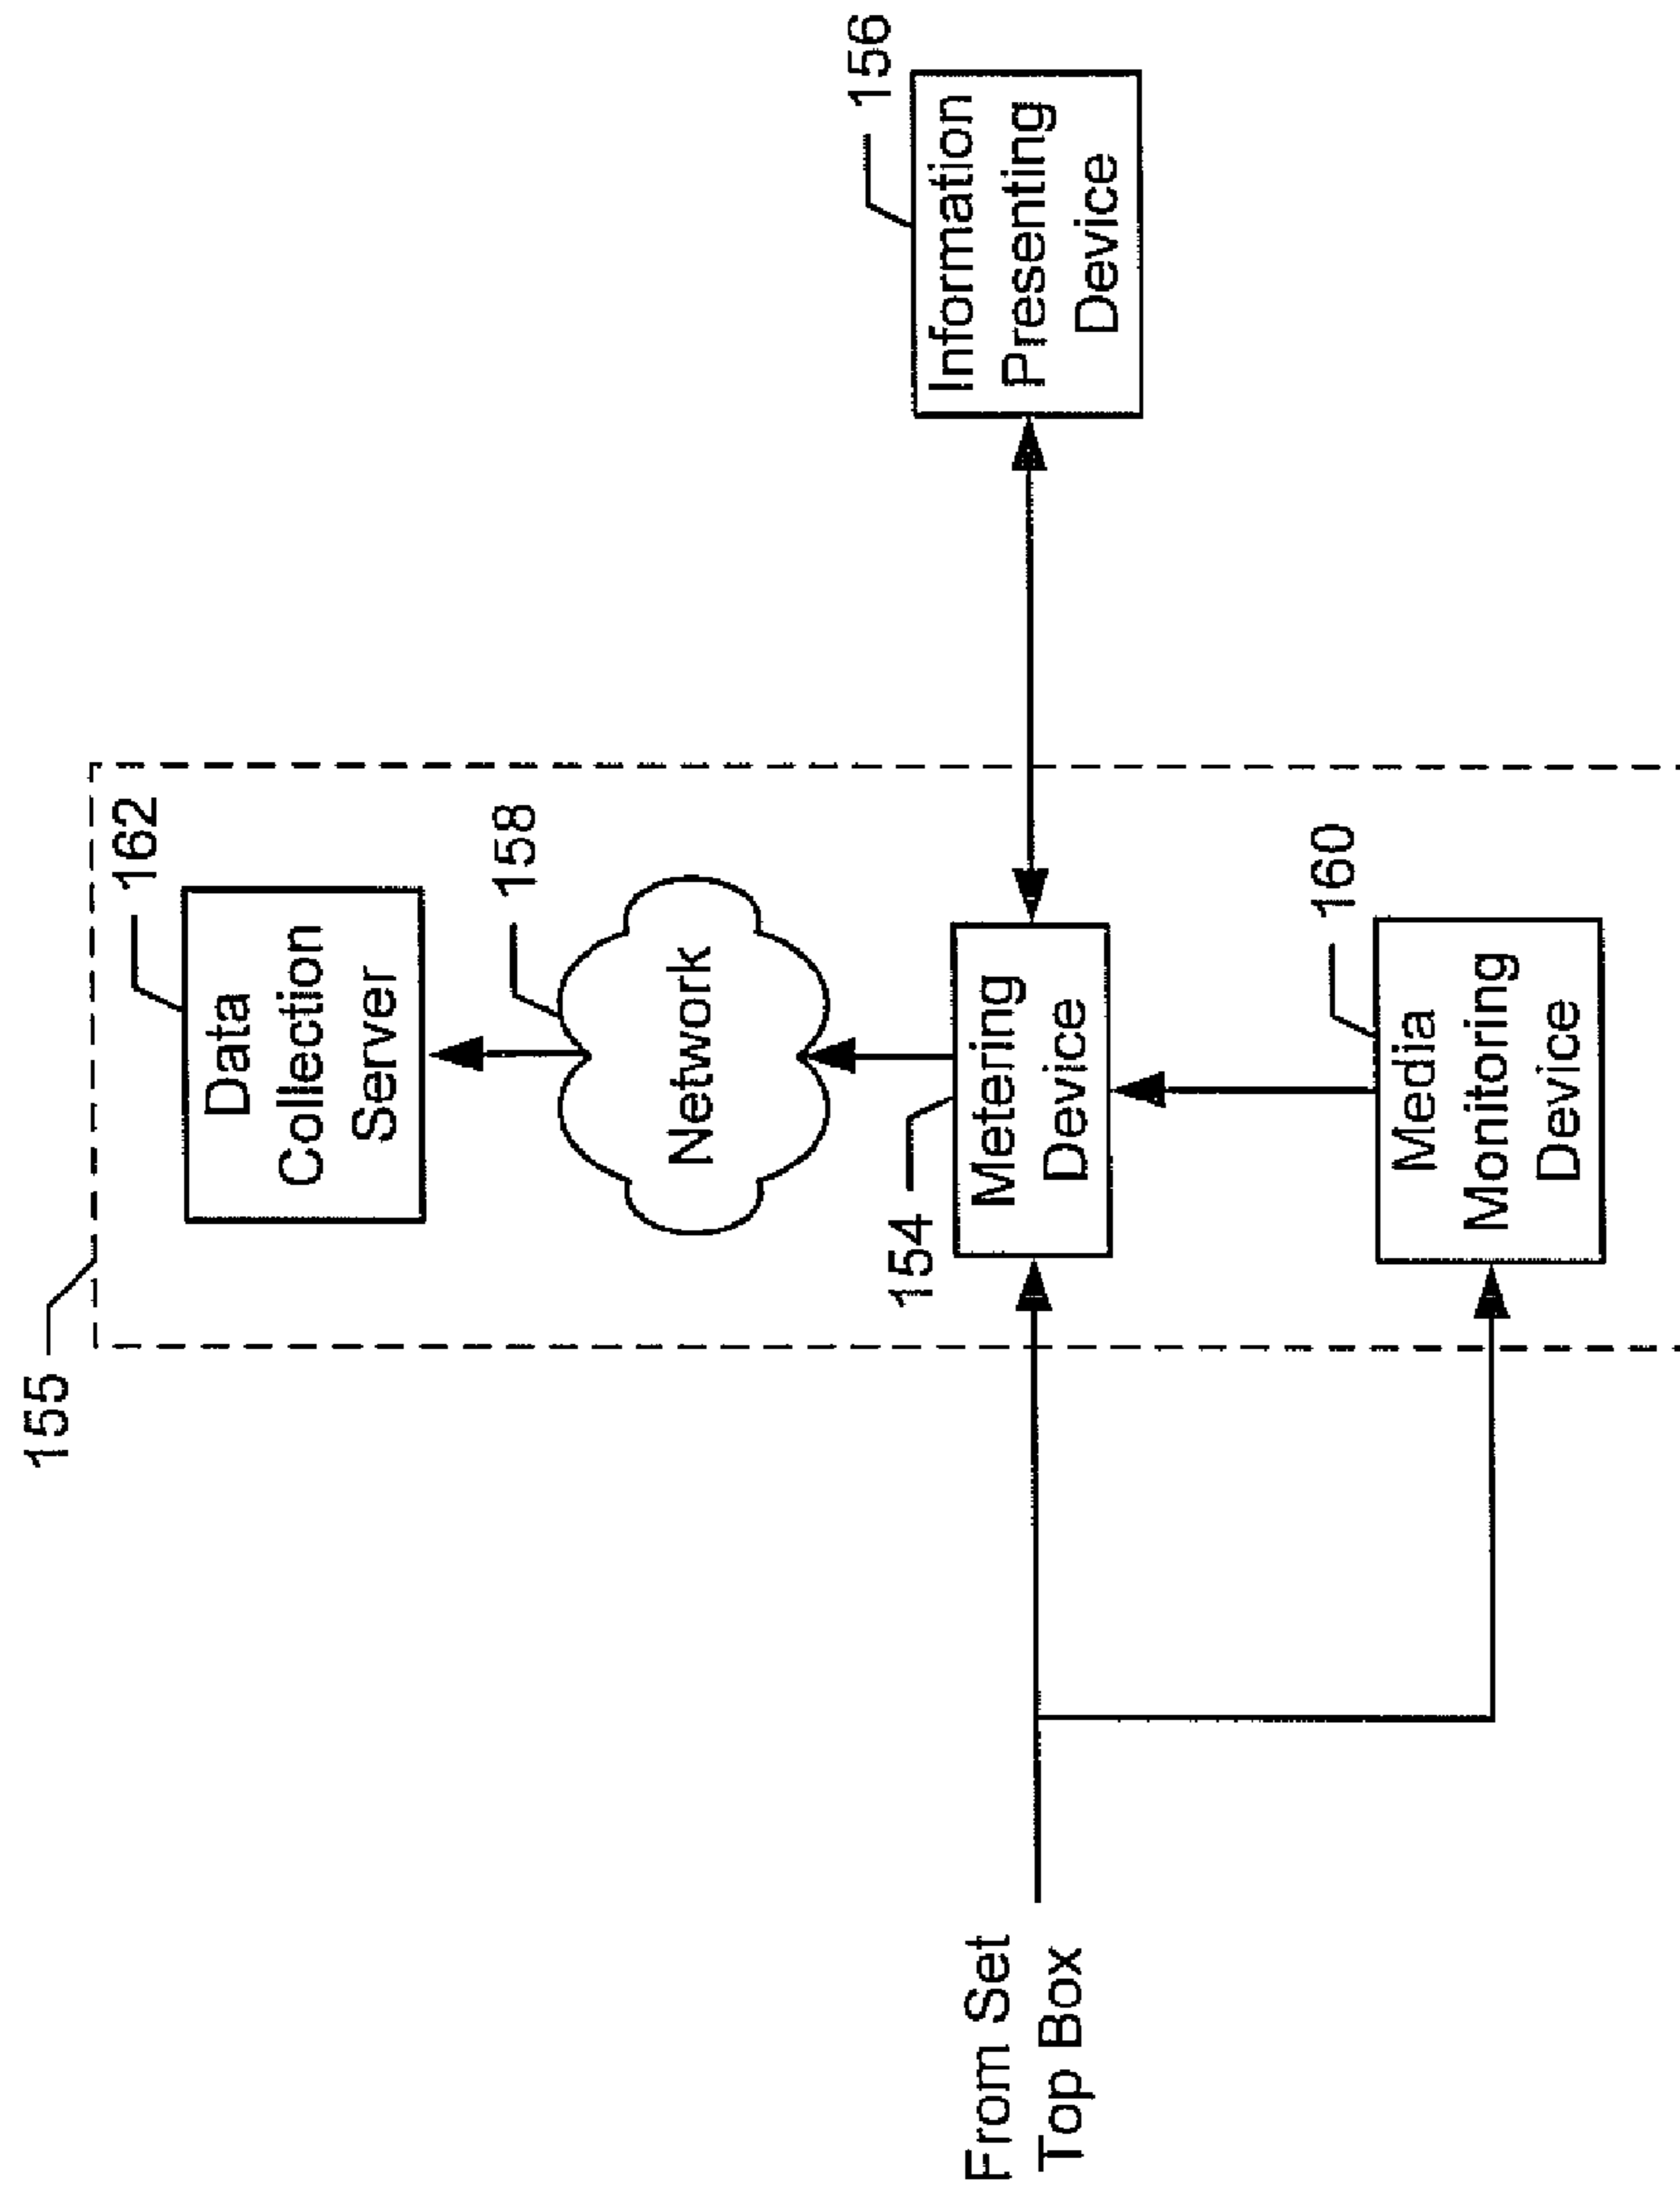 155
162
Data
Collection
Server
158
Network
154
Metering
Device
156
Information
Presenting
Device
160
Media
Monitoring
Device
From Set
Top Box